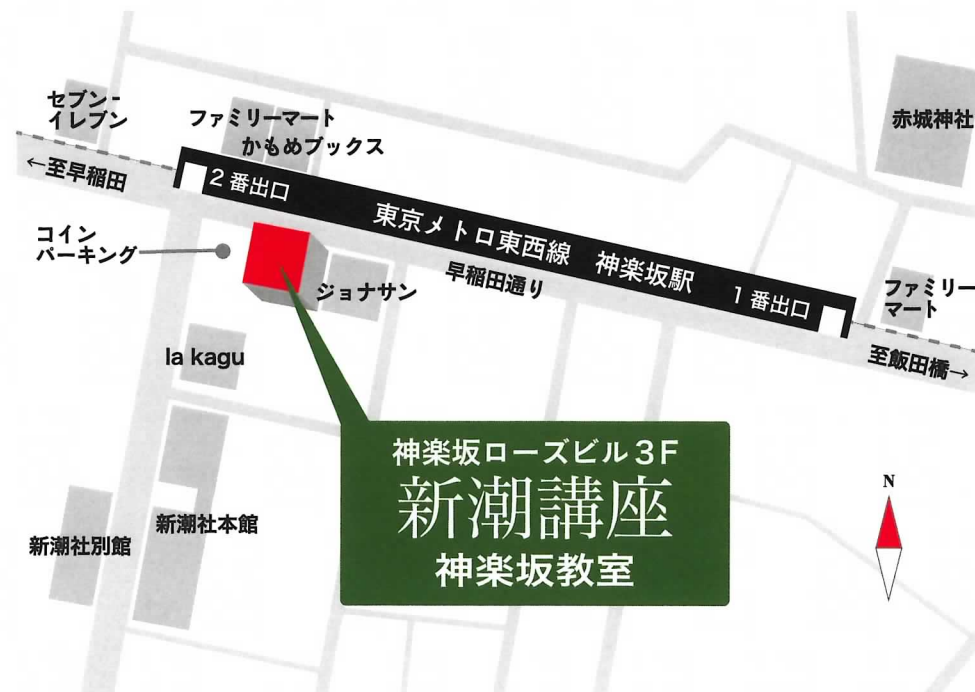 セブン-
イレブン
ファミリーマート
かもめブックス
赤城神社
←至早稲田
2番出口
コイン
パーキング
東京メトロ東西線 神楽坂駅
早稲田通り
1番出口
ジョナサン
ファミリー
マート
至飯田橋→
la kagu
神楽坂ローズビル3F
新潮講座
神楽坂教室
N
新潮社本館
新潮社別館